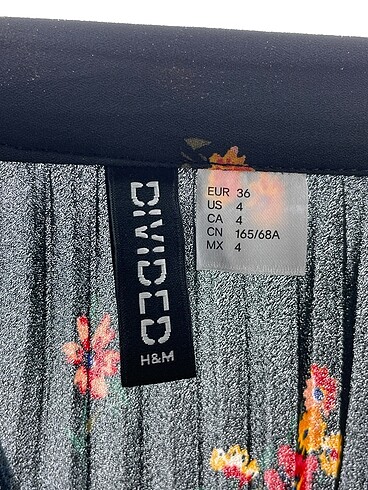 DIVIDED
H&M
EUR 36
US 4
CA 4
CN 165/68A
MX 4